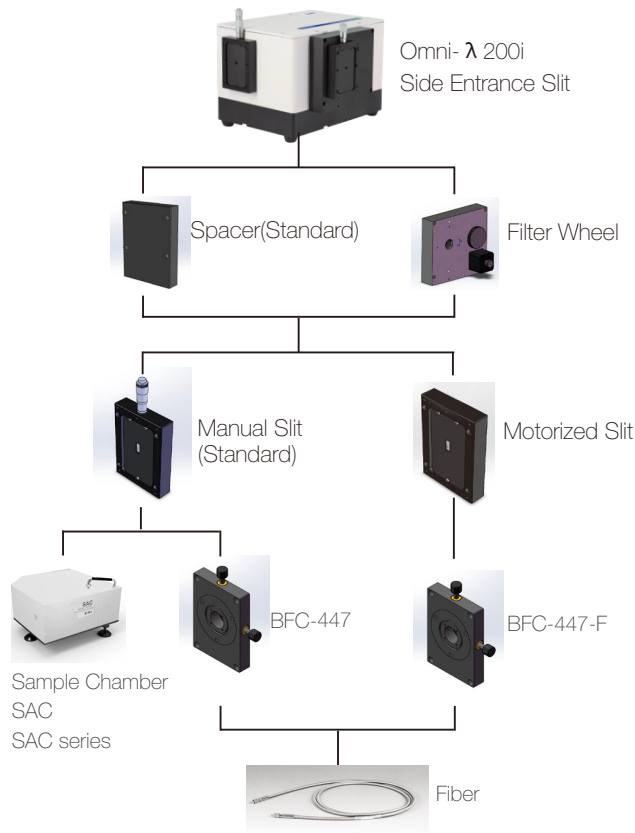 Omni- λ 200i
Side Entrance Slit
Spacer(Standard)
Filter Wheel
Manual Slit
(Standard)
Motorized Slit
SAC
BFC-447
BFC-447-F
Sample Chamber
SAC
SAC series
Fiber